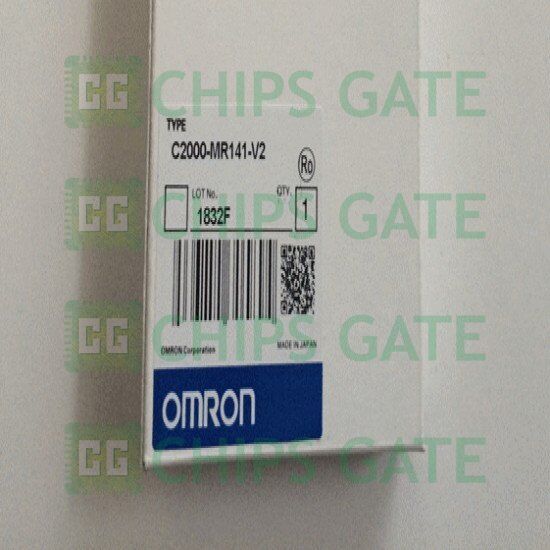 CG CHIPS GATE
TYPE
C2000-MR141-V2
Ro
LOT No. QTY.
1832F 1
CG CHIPS GATE
CG CHIPS GATE
OMRON Corporation MADE IN JAPAN
OMRON
CG CHIPS GATE